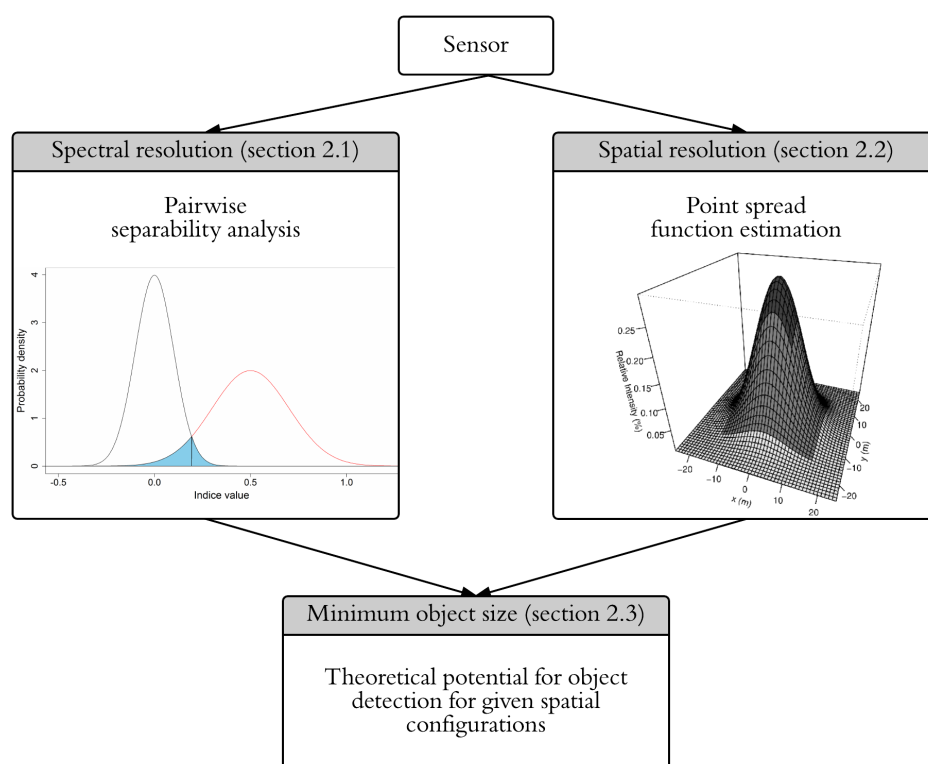 Sensor
Spectral resolution (section 2.1)
Pairwise
separability analysis
Probability density
4
3
2
1
0
-0.5
0.0
0.5
1.0
Indice value
Spatial resolution (section 2.2)
Point spread
function estimation
Relative Intensity (%)
0.25
0.20
0.15
0.10
0.05
−20
−10
0
10
20
x (m)
20
10
0
−10
−20
y (m)
Minimum object size (section 2.3)
Theoretical potential for object
detection for given spatial
configurations